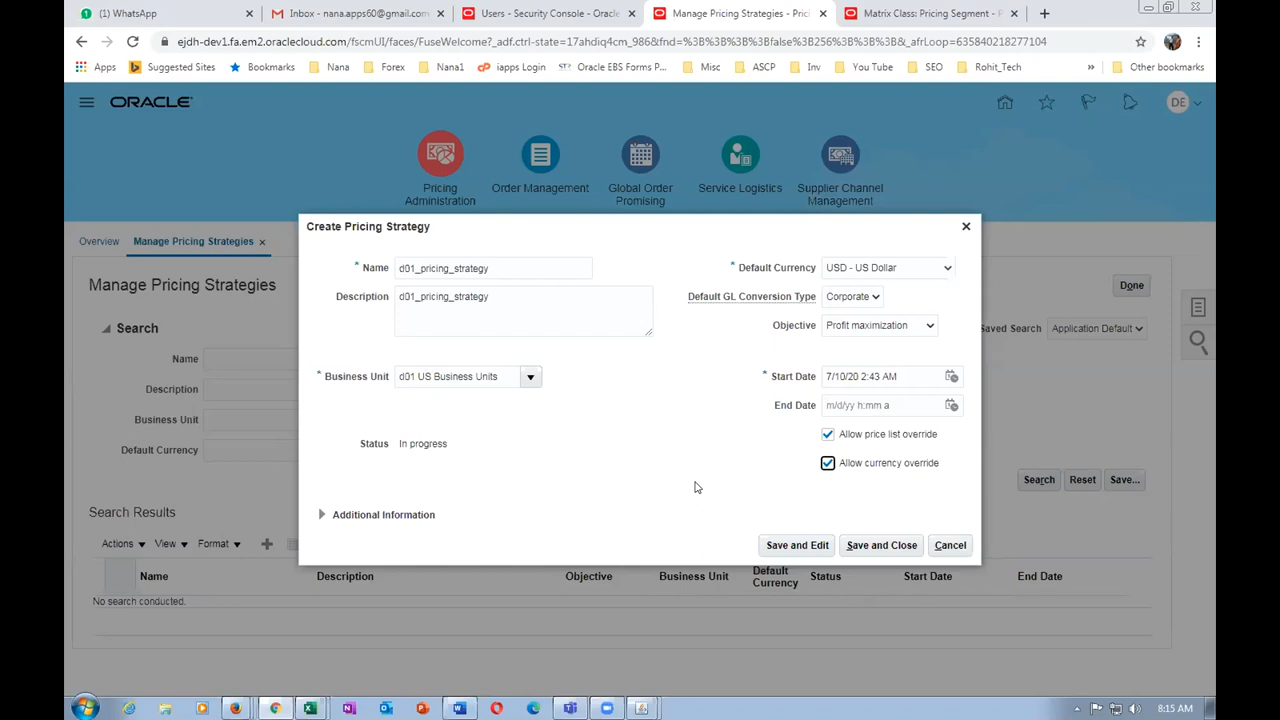 (1) WhatsApp
Inbox - nana.apps60@gmail.com
Users - Security Console - Oracle
Manage Pricing Strategies - Prici
Matrix Class: Pricing Segment - P
ejdh-dev1.fa.em2.oraclecloud.com/fscmUI/faces/FuseWelcome?_adf.ctrl-state=17ahdiq4cm_986&fnd=%3B%3B%3B%3Bfalse%3B256%3B%3B%3B&_afrLoop=635840218277104
Apps
Suggested Sites
Bookmarks
Nana
Forex
Nana1
iapps Login
Oracle EBS Forms P...
Misc
ASCP
Inv
You Tube
SEO
Rohit_Tech
»
Other bookmarks
ORACLE
DE
Pricing Administration
Order Management
Global Order Promising
Service Logistics
Supplier Channel Management
Overview
Manage Pricing Strategies
Manage Pricing Strategies
Done
Search
Saved Search
Application Default
Name
Description
Business Unit
Default Currency
Search
Reset
Save...
Create Pricing Strategy
* Name d01_pricing_strategy
Description d01_pricing_strategy
* Business Unit d01 US Business Units
Status In progress
* Default Currency USD - US Dollar
Default GL Conversion Type Corporate
Objective Profit maximization
* Start Date 7/10/20 2:43 AM
End Date m/d/yy h:mm a
Allow price list override
Allow currency override
Additional Information
Save and Edit
Save and Close
Cancel
Search Results
Actions
View
Format
Name
Description
Objective
Business Unit
Default Currency
Status
Start Date
End Date
No search conducted.
8:15 AM